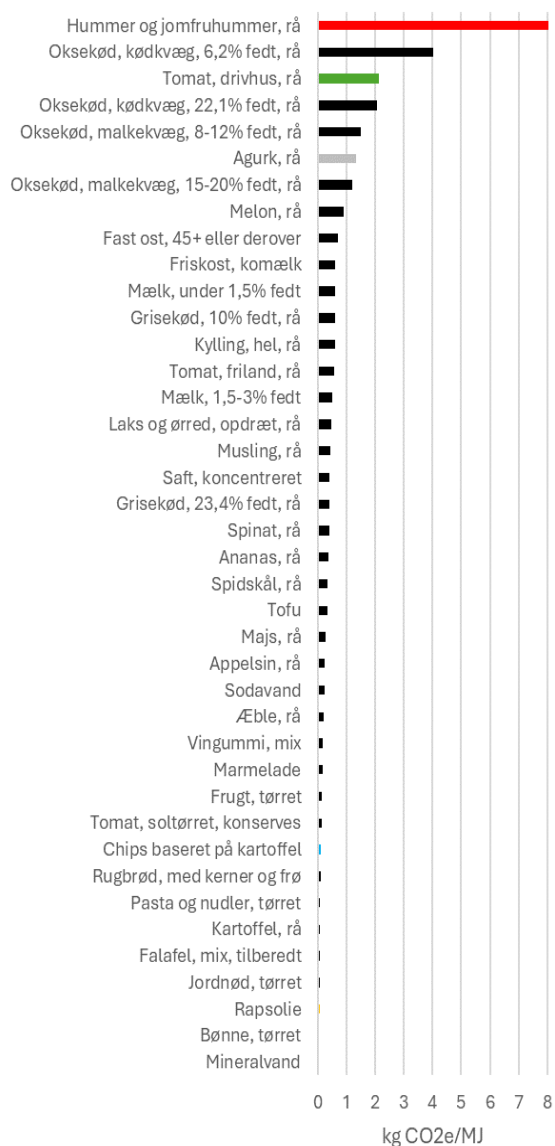 Hummer og jomfruhummer, rå
Oksekød, kødkvæg, 6,2% fedt, rå
Tomat, drivhus, rå
Oksekød, kødkvæg, 22,1% fedt, rå
Oksekød, malkekvæg, 8-12% fedt, rå
Agurk, rå
Oksekød, malkekvæg, 15-20% fedt, rå
Melon, rå
Fast ost, 45+ eller derover
Friskost, komælk
Mælk, under 1,5% fedt
Grisekød, 10% fedt, rå
Kylling, hel, rå
Tomat, friland, rå
Mælk, 1,5-3% fedt
Laks og ørred, opdræt, rå
Musling, rå
Saft, koncentreret
Grisekød, 23,4% fedt, rå
Spinat, rå
Ananas, rå
Spidskål, rå
Tofu
Majs, rå
Appelsin, rå
Sodavand
Æble, rå
Vingummi, mix
Marmelade
Frugt, tørret
Tomat, soltørret, konserves
Chips baseret på kartoffel
Rugbrød, med kerner og frø
Pasta og nudler, tørret
Kartoffel, rå
Falafel, mix, tilberedt
Jordnød, tørret
Rapsolie
Bønne, tørret
Mineralvand
0 1 2 3 4 5 6 7 8
kg CO2e/MJ